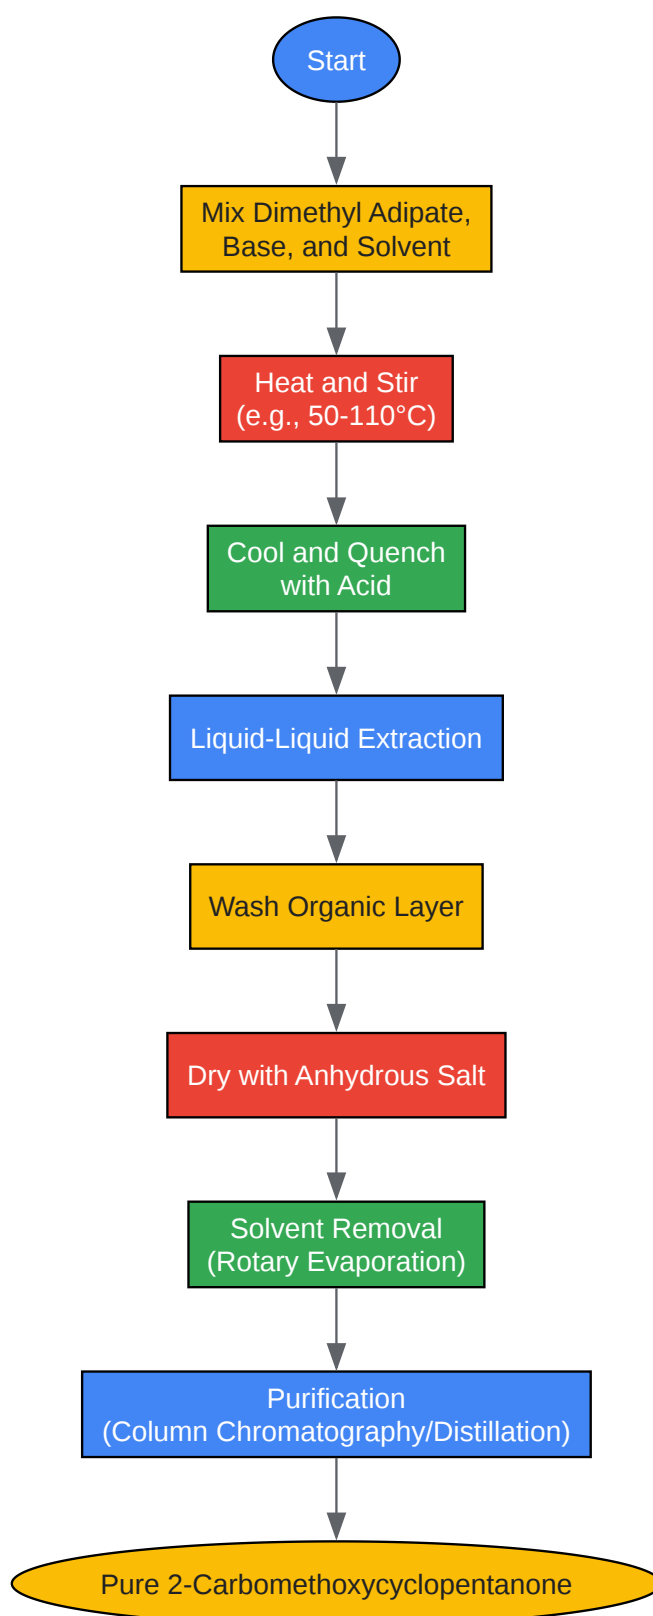 Start
Mix Dimethyl Adipate,
Base, and Solvent
Heat and Stir
(e.g., 50-110°C)
Cool and Quench
with Acid
Liquid-Liquid Extraction
Wash Organic Layer
Dry with Anhydrous Salt
Solvent Removal
(Rotary Evaporation)
Purification
(Column Chromatography/Distillation)
Pure 2-Carbomethoxycyclopentanone